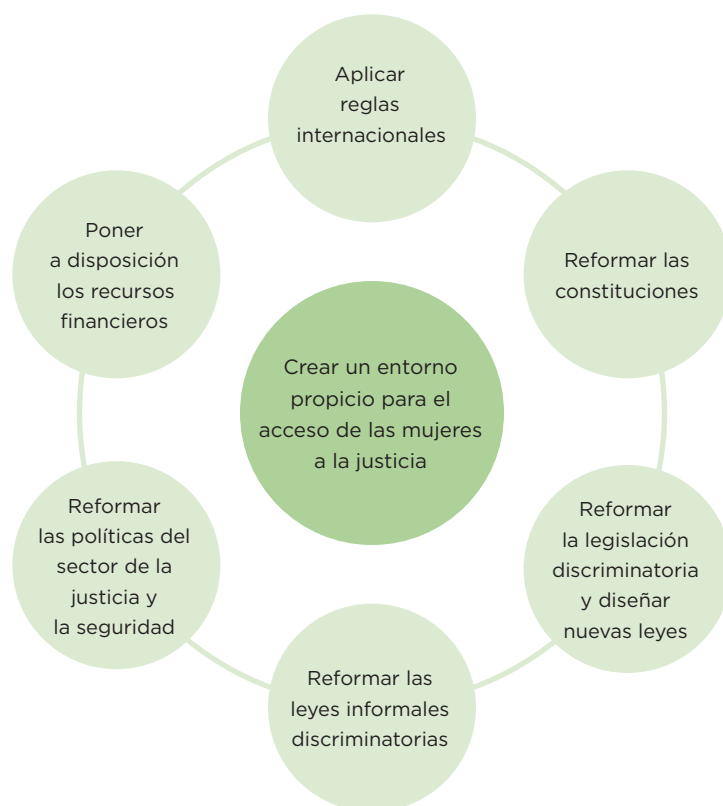 Aplicar
reglas
internacionales
Poner
a disposición
los recursos
financieros
Reformar las
constituciones
Crear un entorno
propicio para el
acceso de las mujeres
a la justicia
Reformar
las políticas del
sector de la
justicia y
la seguridad
Reformar
la legislación
discriminatoria
y diseñar
nuevas leyes
Reformar las
leyes informales
discriminatorias